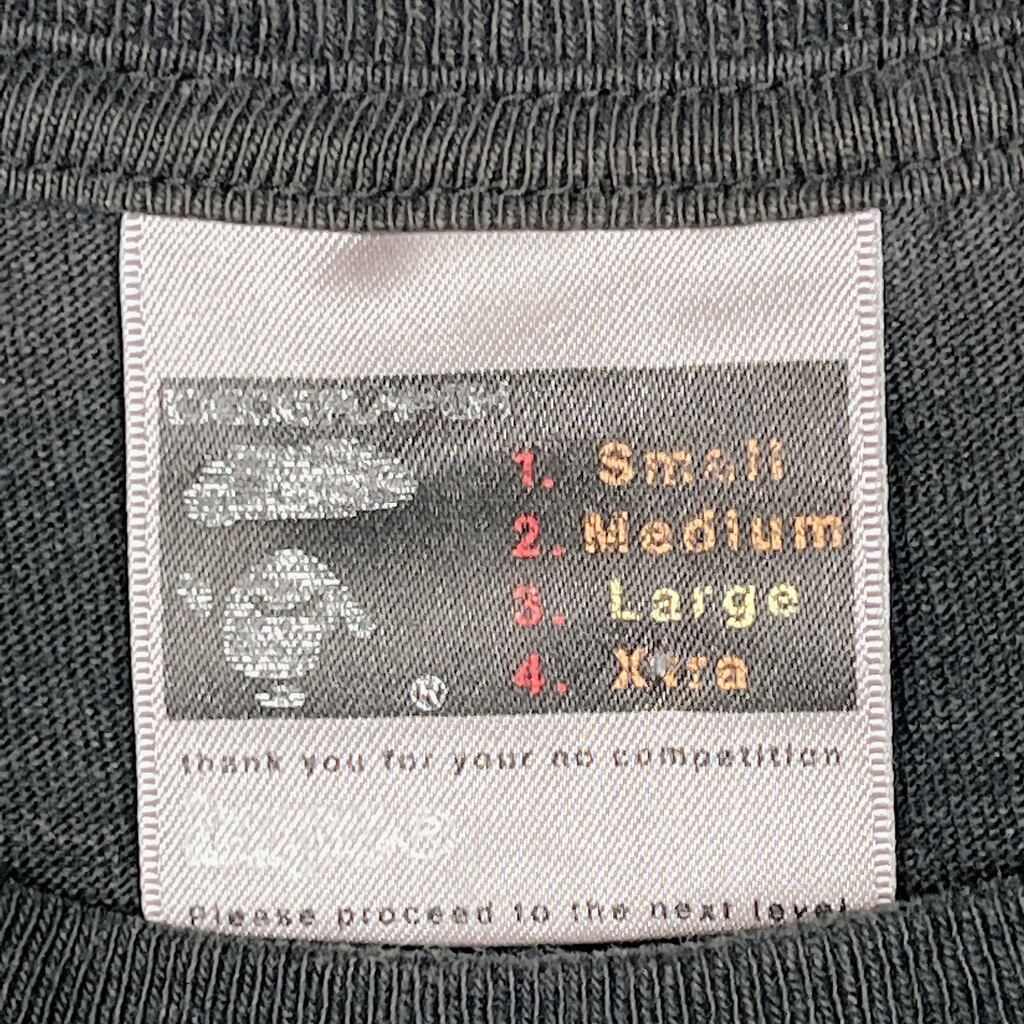 1. Small
2. Medium
3. Large
4. Xtra
®
thank you for your no competition
®
Please proceed to the next level